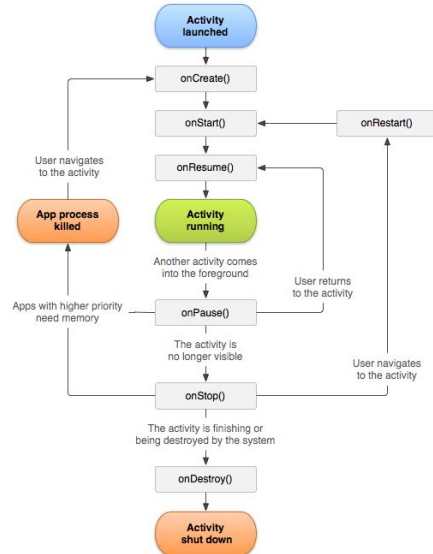 Activity
launched
onCreate()
onStart()
onRestart()
User navigates
to the activity
onResume()
App process
killed
Activity
running
Another activity comes
into the foreground
User returns
to the activity
Apps with higher priority
need memory
onPause()
The activity is
no longer visible
User navigates
to the activity
onStop()
The activity is finishing or
being destroyed by the system
onDestroy()
Activity
shut down